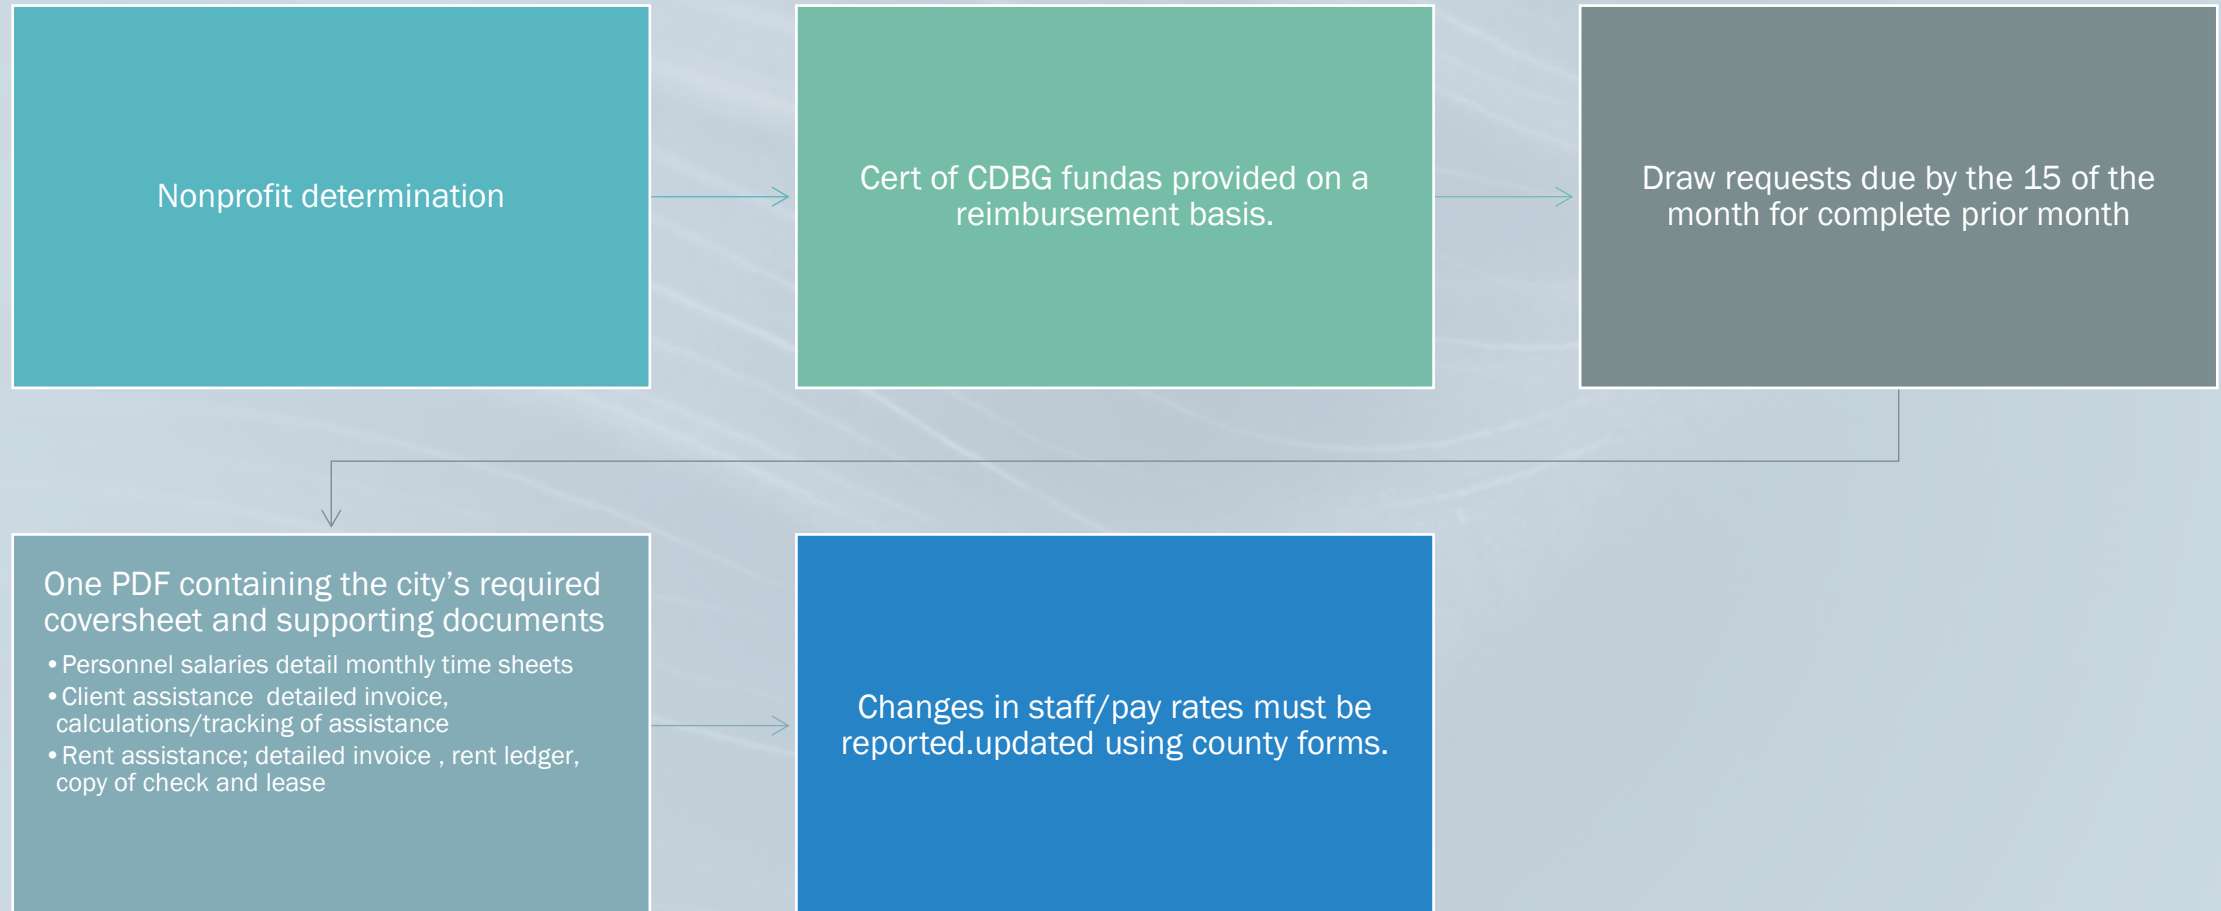 Nonprofit determination
Cert of CDBG fundas provided on a
reimbursement basis.
Draw requests due by the 15 of the
month for complete prior month
One PDF containing the city’s required
coversheet and supporting documents
•Personnel salaries detail monthly time sheets
•Client assistance  detailed invoice,
calculations/tracking of assistance
•Rent assistance; detailed invoice , rent ledger,
copy of check and lease
Changes in staff/pay rates must be
reported.updated using county forms.